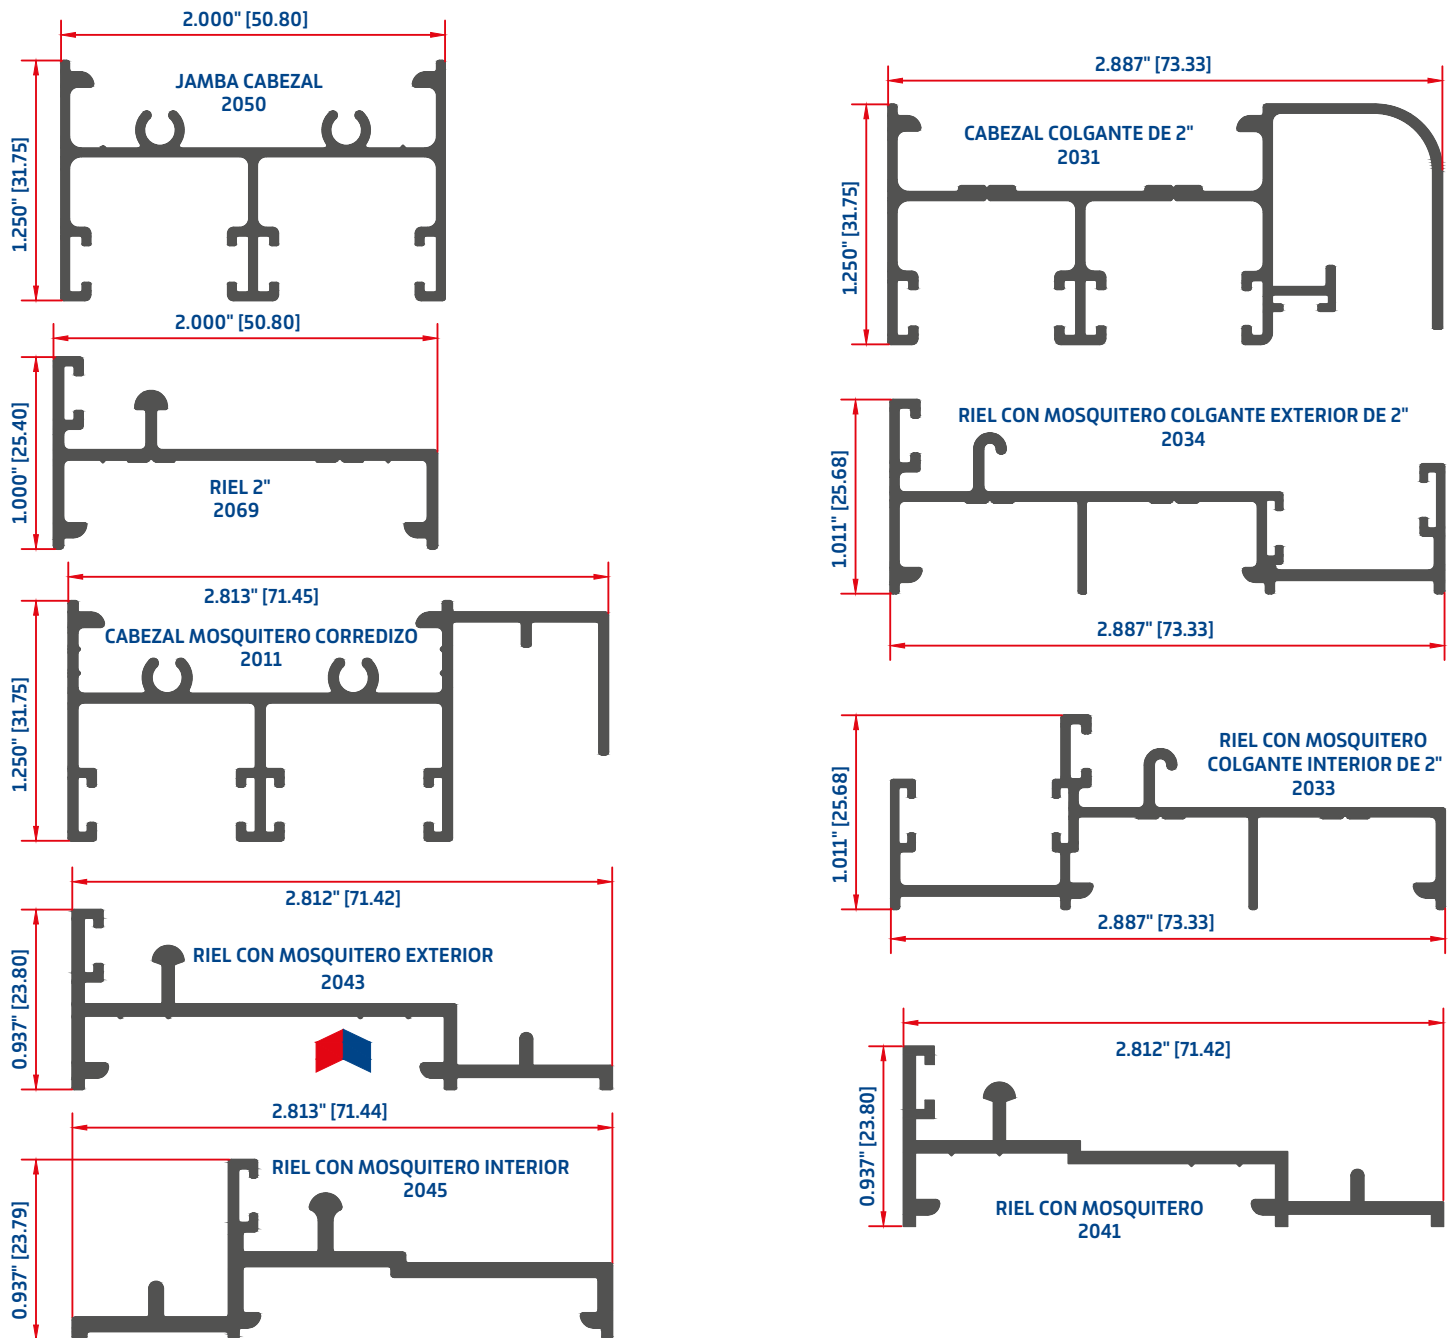 2.000" [50.80]
JAMBA CABEZAL
2050
1.250" [31.75]
2.000" [50.80]
1.000" [25.40]
RIEL 2"
2069
2.813" [71.45]
CABEZAL MOSQUITERO CORREDIZO
2011
1.250" [31.75]
2.812" [71.42]
RIEL CON MOSQUITERO EXTERIOR
2043
0.937" [23.80]
2.813" [71.44]
RIEL CON MOSQUITERO INTERIOR
2045
0.937" [23.79]
2.887" [73.33]
CABEZAL COLGANTE DE 2"
2031
1.250" [31.75]
RIEL CON MOSQUITERO COLGANTE EXTERIOR DE 2"
2034
1.011" [25.68]
2.887" [73.33]
RIEL CON MOSQUITERO
COLGANTE INTERIOR DE 2"
2033
1.011" [25.68]
2.887" [73.33]
2.812" [71.42]
0.937" [23.80]
RIEL CON MOSQUITERO
2041